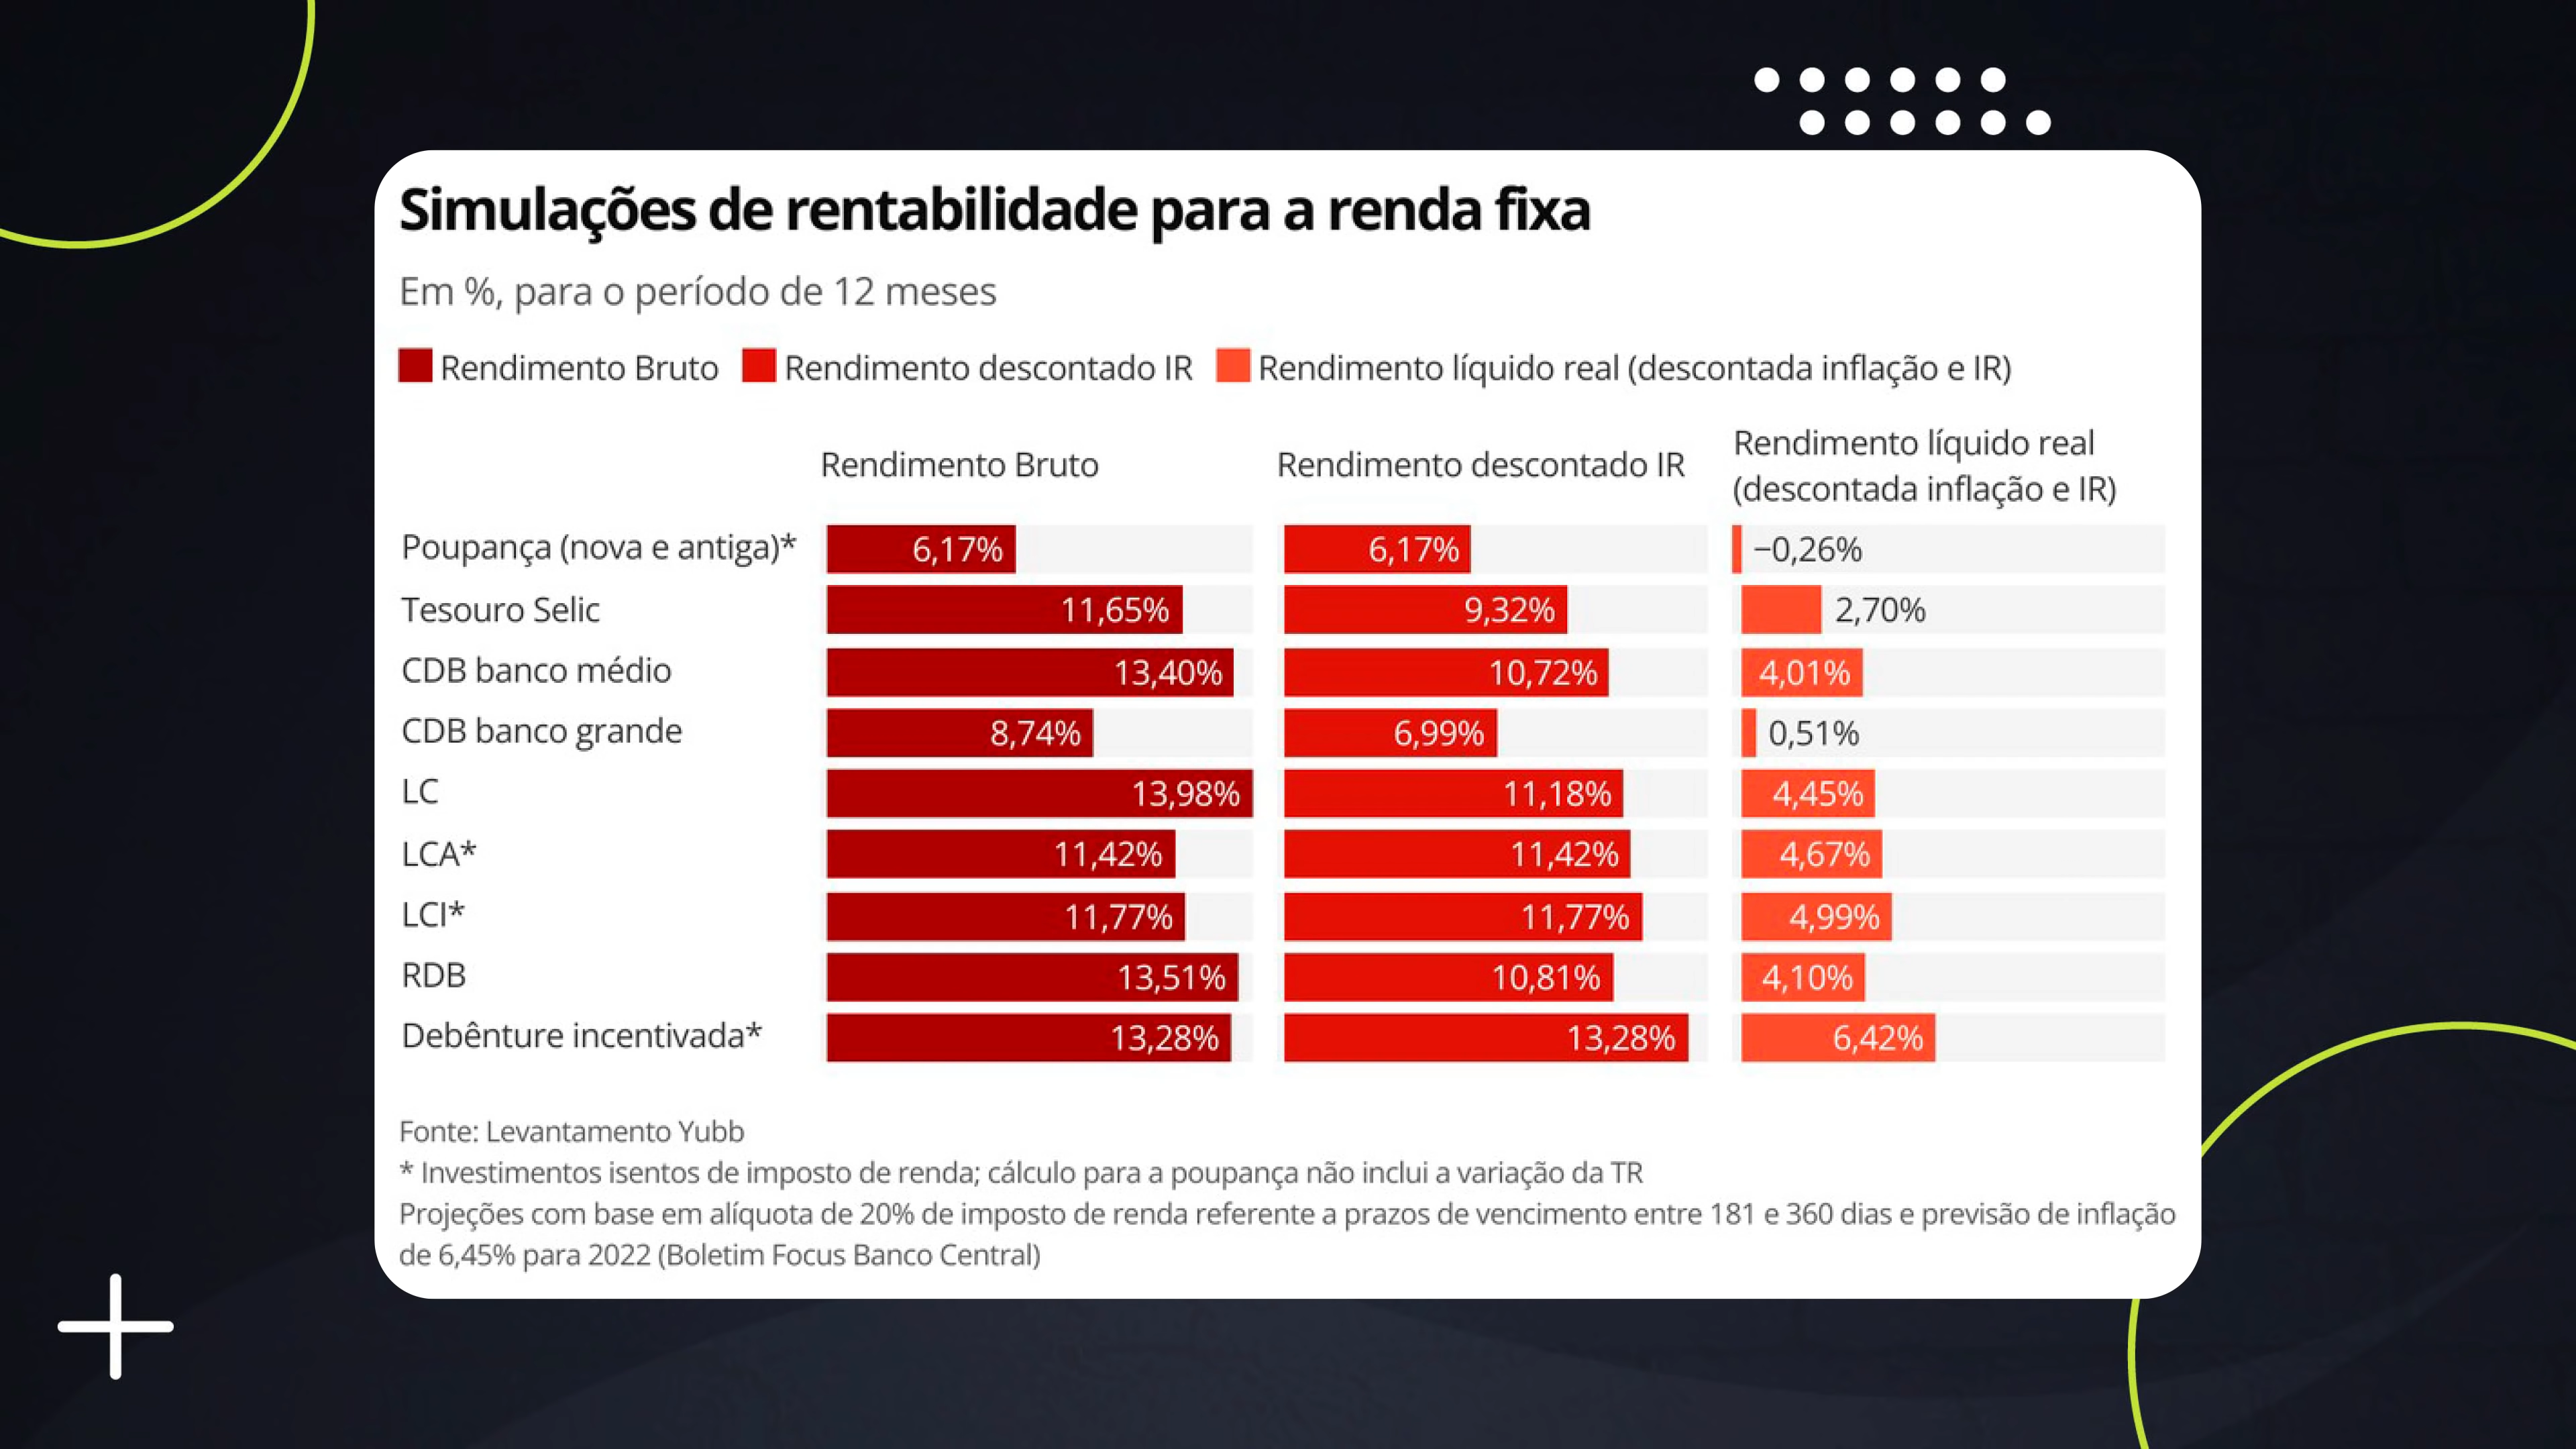 Simulações de rentabilidade para a renda fixa
Em %, para o período de 12 meses
Rendimento Bruto Rendimento descontado IR Rendimento líquido real (descontada inflação e IR)
Rendimento Bruto Rendimento descontado IR Rendimento líquido real
(descontada inflação e IR)
Poupança (nova e antiga)* 6,17% 6,17% −0,26%
Tesouro Selic 11,65% 9,32% 2,70%
CDB banco médio 13,40% 10,72% 4,01%
CDB banco grande 8,74% 6,99% 0,51%
LC 13,98% 11,18% 4,45%
LCA* 11,42% 11,42% 4,67%
LCI* 11,77% 11,77% 4,99%
RDB 13,51% 10,81% 4,10%
Debênture incentivada* 13,28% 13,28% 6,42%
Fonte: Levantamento Yubb
* Investimentos isentos de imposto de renda; cálculo para a poupança não inclui a variação da TR
Projeções com base em alíquota de 20% de imposto de renda referente a prazos de vencimento entre 181 e 360 dias e previsão de inflação
de 6,45% para 2022 (Boletim Focus Banco Central)